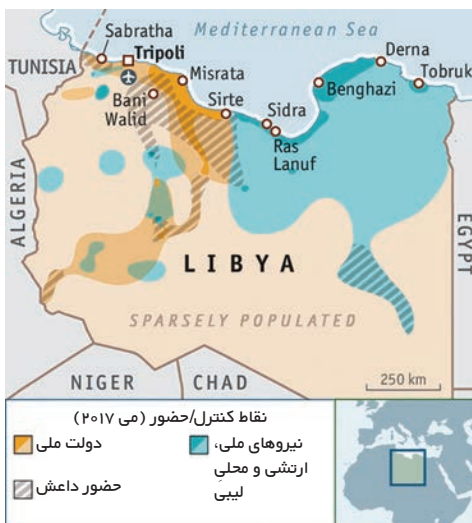 Mediterranean Sea
Sabratha
Tripoli
TUNISIA
Misrata
Derna
Tobruk
Bani
Walid
Sirte
Sidra
Benghazi
Ras
Lanuf
ALGERIA
EGYPT
LIBYA
SPARSELY POPULATED
NIGER
CHAD
250 km
نقاط کنترل/حضور (می ۲۰۱۷)
نیروهای ملی،
ارتشی و محلیِ
لیبی
دولت ملی
حضور داعش